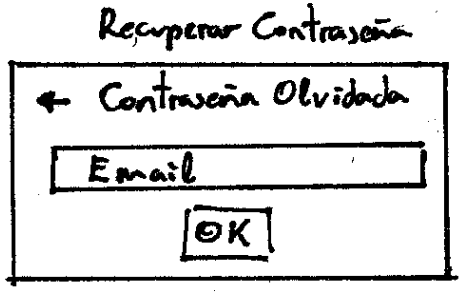 Recuperar Contraseña
← Contraseña Olvidada
Email
OK